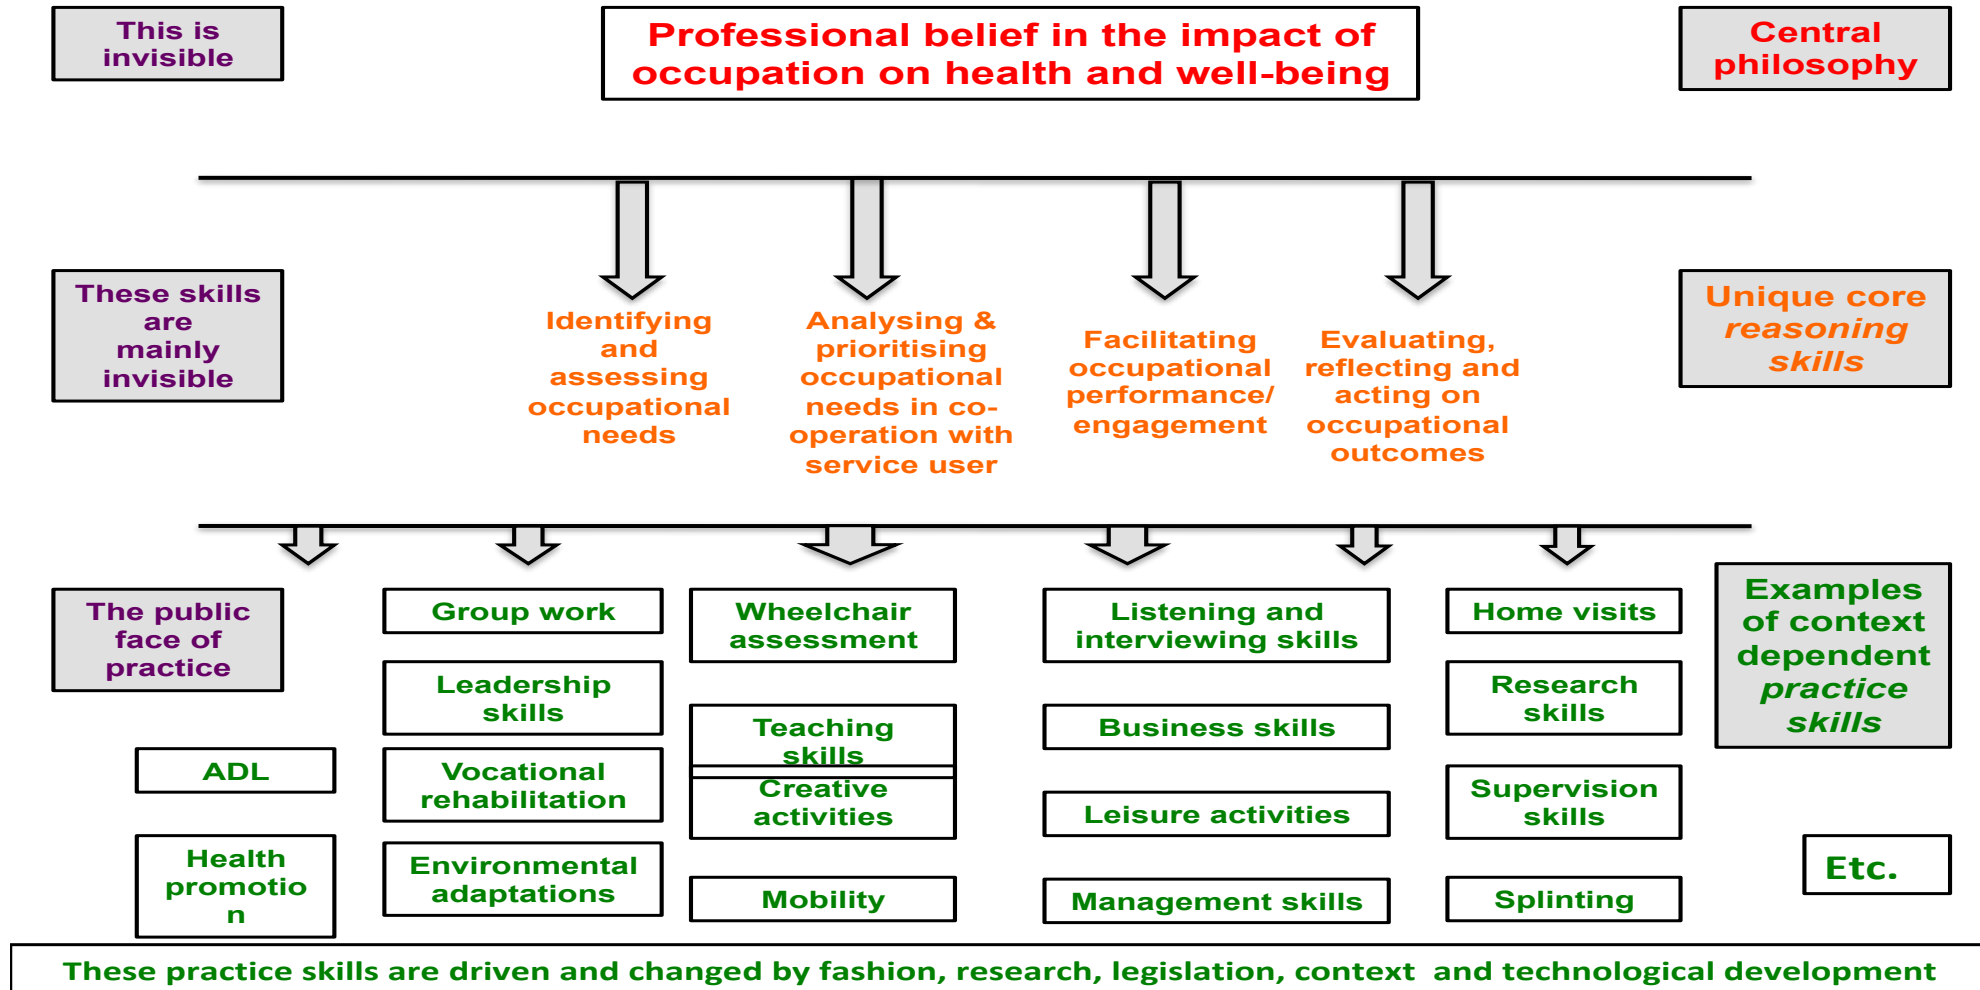 This is
invisible
Professional belief in the impact of
occupation on health and well-being
Central
philosophy
These skills
are
mainly
invisible
Identifying
and
assessing
occupational
needs
Analysing &
prioritising
occupational
needs in co-
operation with
service user
Facilitating
occupational
performance/
engagement
Evaluating,
reflecting and
acting on
occupational
outcomes
Unique core
reasoning
skills
The public
face of
practice
ADL
Health
promotio
n
Group work
Leadership
skills
Vocational
rehabilitation
Environmental
adaptations
Wheelchair
assessment
Teaching
skills
Creative
activities
Mobility
Listening and
interviewing skills
Business skills
Leisure activities
Management skills
Home visits
Research
skills
Supervision
skills
Splinting
Examples
of context
dependent
practice
skills
Etc.
These practice skills are driven and changed by fashion, research, legislation, context  and technological development